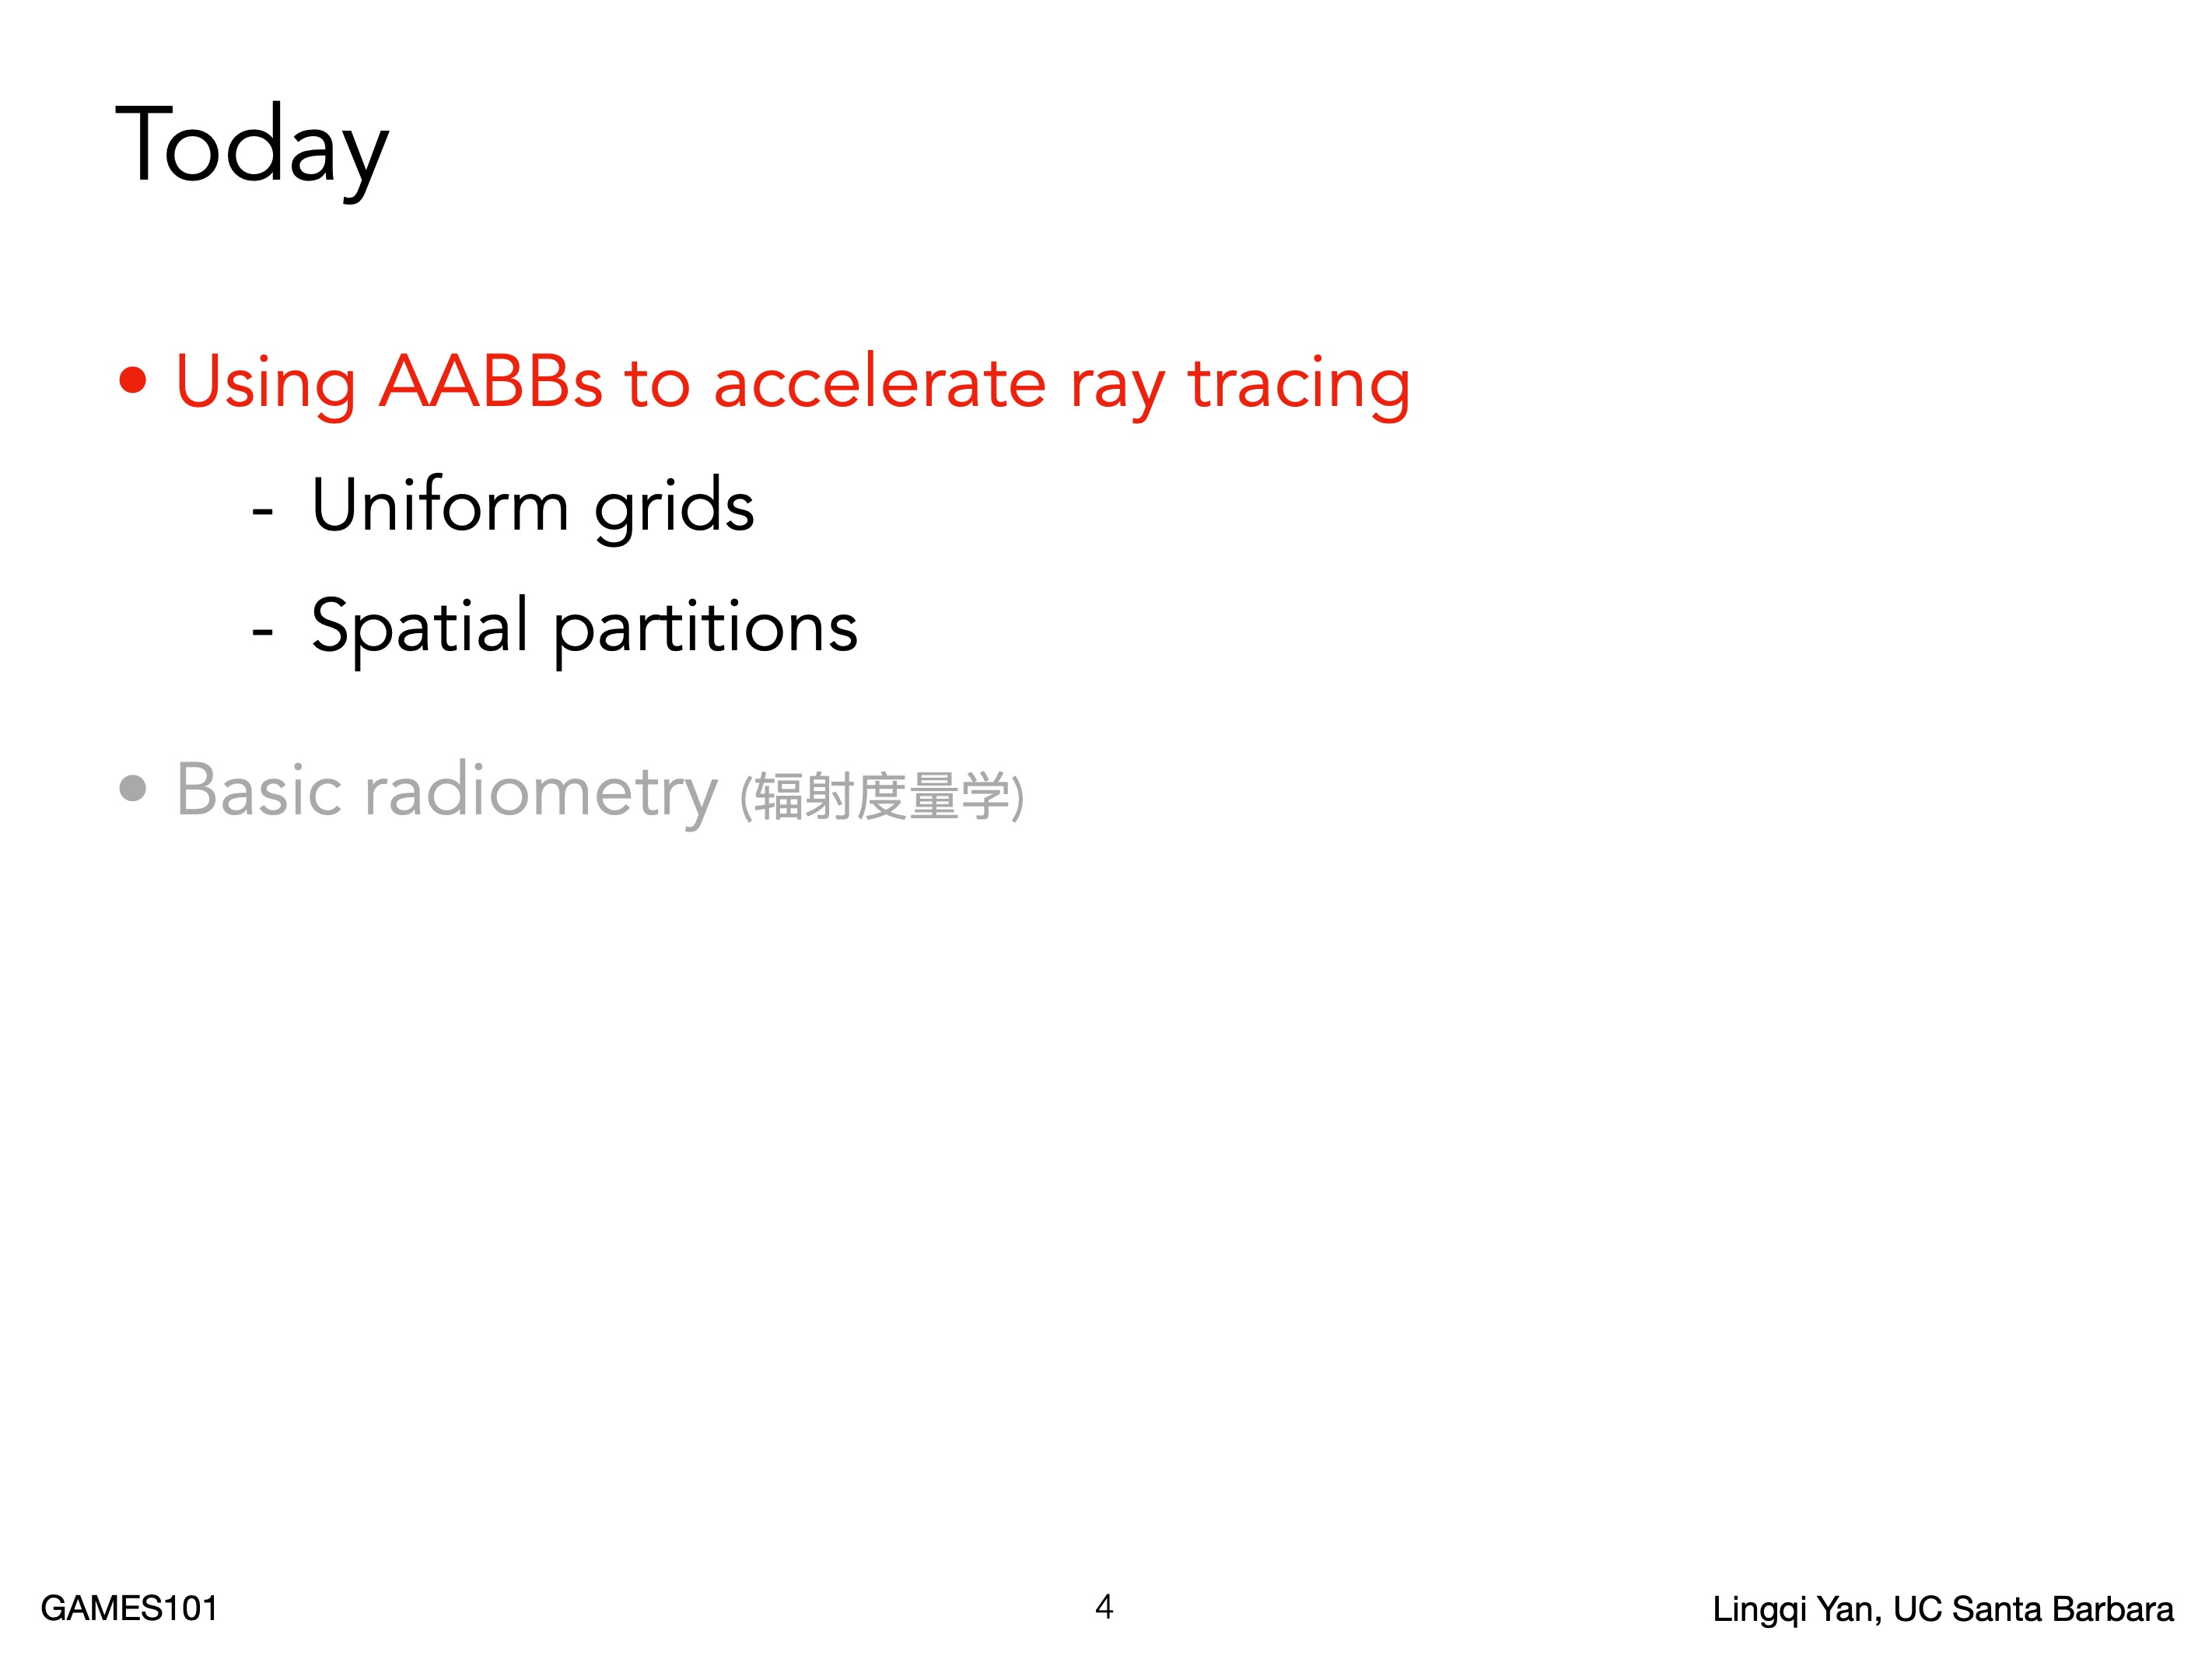 Today
• Using AABBs to accelerate ray tracing
- Uniform grids
- Spatial partitions
• Basic radiometry (辐射度量学)
GAMES101
4
Lingqi Yan, UC Santa Barbara